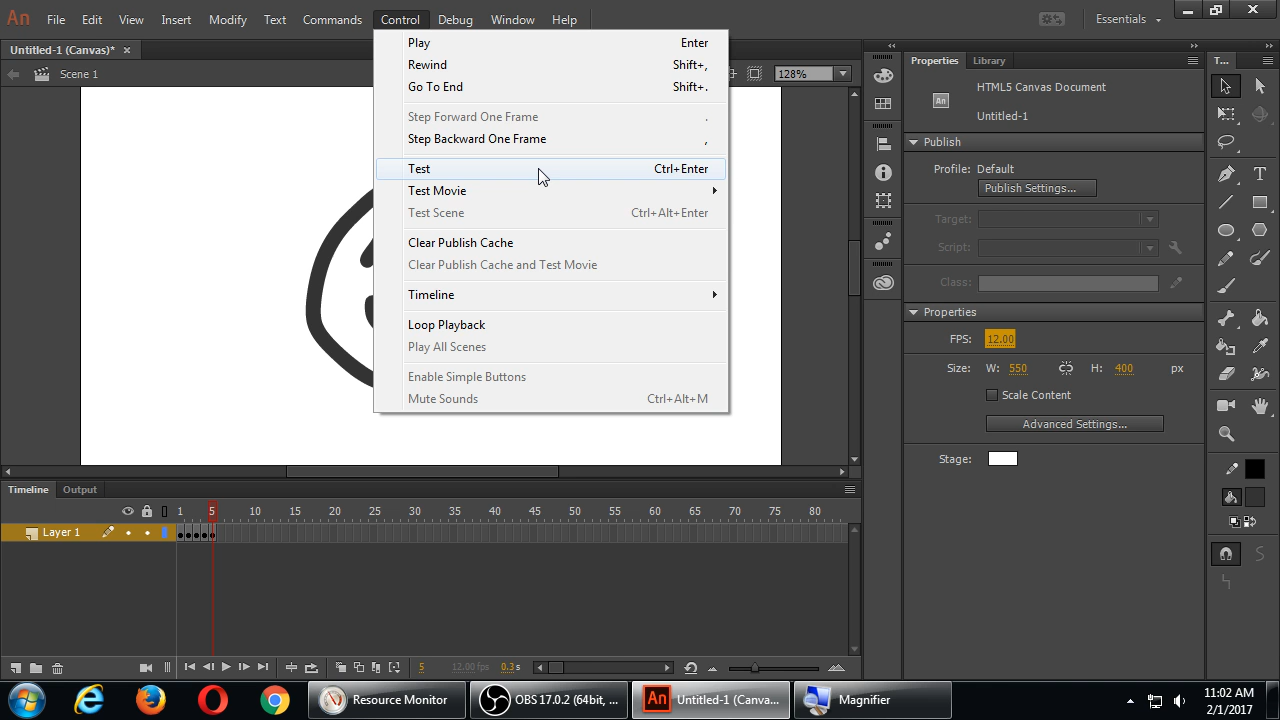 An File Edit View Insert Modify Text Commands Control Debug Window Help Essentials
Untitled-1 (Canvas)* ×
Scene 1 128%
Play Enter
Rewind Shift+,
Go To End Shift+.
Step Forward One Frame .
Step Backward One Frame ,
Test Ctrl+Enter
Test Movie
Test Scene Ctrl+Alt+Enter
Clear Publish Cache
Clear Publish Cache and Test Movie
Timeline
Loop Playback
Play All Scenes
Enable Simple Buttons
Mute Sounds Ctrl+Alt+M
Properties Library
T...
An HTML5 Canvas Document
Untitled-1
Publish
Profile: Default
Publish Settings...
Target:
Script:
Class:
Properties
FPS: 12.00
Size: W: 550 H: 400 px
Scale Content
Advanced Settings...
Stage:
Timeline Output
1 5 10 15 20 25 30 35 40 45 50 55 60 65 70 75 80
Layer 1
5 12.00 fps 0.3 s
Resource Monitor
OBS 17.0.2 (64bit, ...
An Untitled-1 (Canva...
Magnifier
11:02 AM
2/1/2017